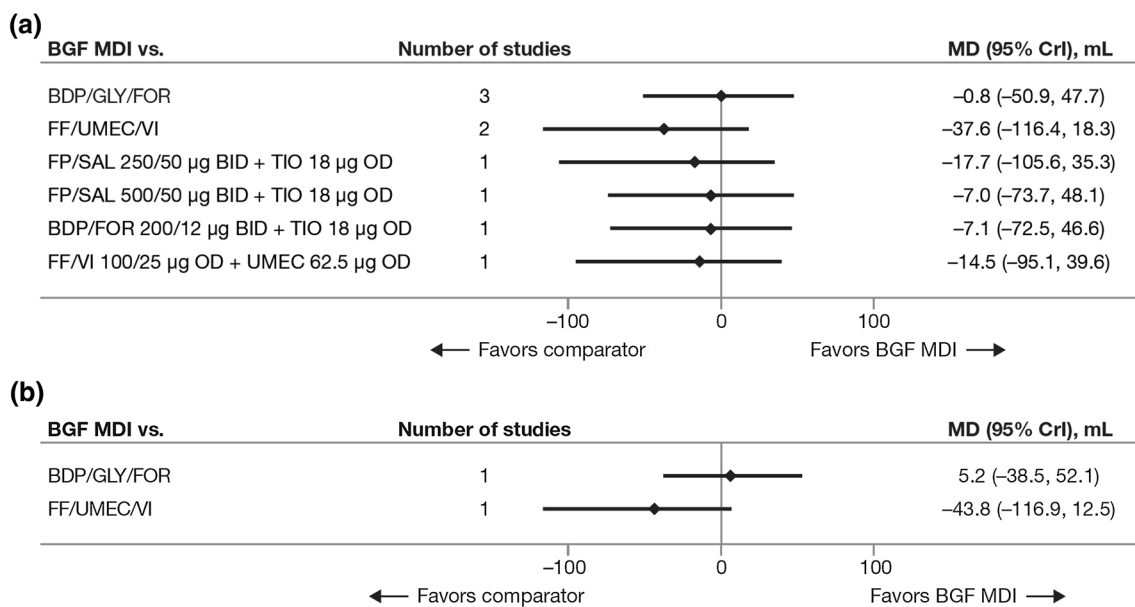 (a)
BGF MDI vs. Number of studies MD (95% CrI), mL
BDP/GLY/FOR 3 –0.8 (–50.9, 47.7)
FF/UMEC/VI 2 –37.6 (–116.4, 18.3)
FP/SAL 250/50 µg BID + TIO 18 µg OD 1 –17.7 (–105.6, 35.3)
FP/SAL 500/50 µg BID + TIO 18 µg OD 1 –7.0 (–73.7, 48.1)
BDP/FOR 200/12 µg BID + TIO 18 µg OD 1 –7.1 (–72.5, 46.6)
FF/VI 100/25 µg OD + UMEC 62.5 µg OD 1 –14.5 (–95.1, 39.6)
–100 0 100
Favors comparator Favors BGF MDI
(b)
BGF MDI vs. Number of studies MD (95% CrI), mL
BDP/GLY/FOR 1 5.2 (–38.5, 52.1)
FF/UMEC/VI 1 –43.8 (–116.9, 12.5)
–100 0 100
Favors comparator Favors BGF MDI